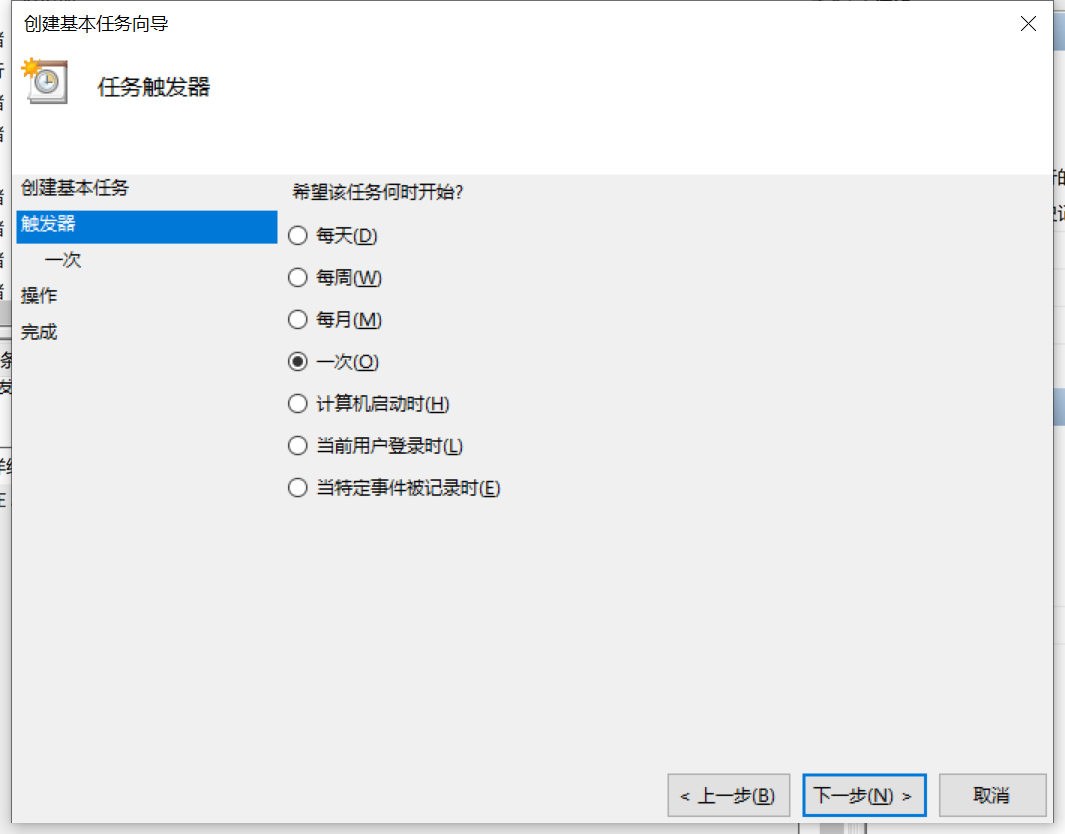 创建基本任务向导
任务触发器
创建基本任务
触发器
一次
操作
完成
希望该任务何时开始?
每天(D)
每周(W)
每月(M)
一次(O)
计算机启动时(H)
当前用户登录时(L)
当特定事件被记录时(E)
< 上一步(B)
下一步(N) >
取消